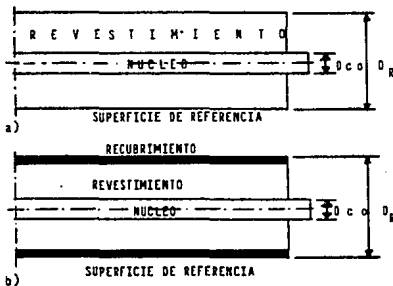 REVESTIMIENTO
NUCLEO
Dco DR
SUPERFICIE DE REFERENCIA
a)
RECUBRIMIENTO
REVESTIMIENTO
NUCLEO
Dco DR
SUPERFICIE DE REFERENCIA
b)